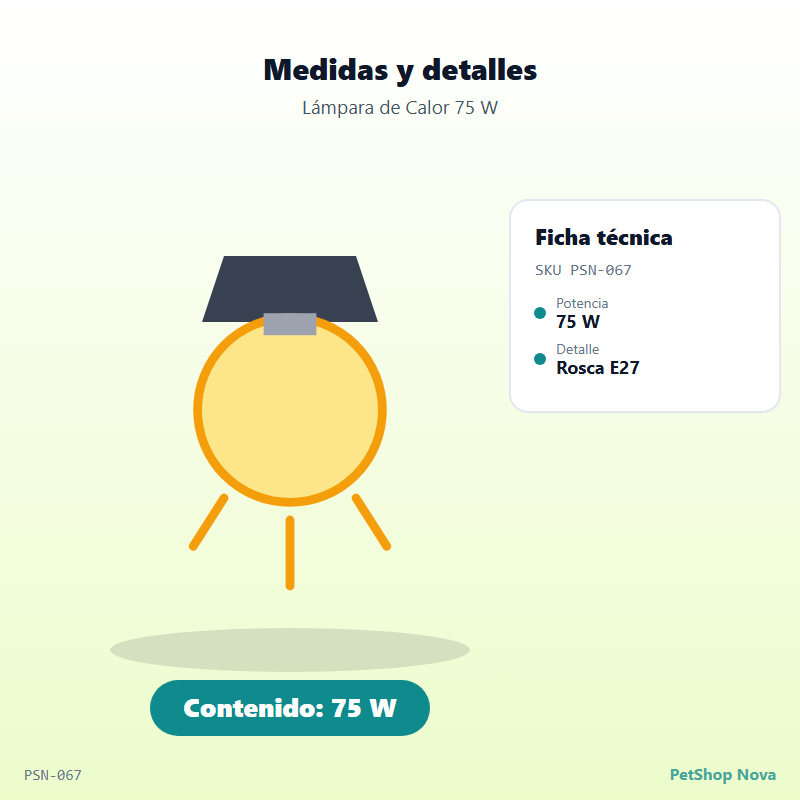 Medidas y detalles
Lámpara de Calor 75 W
Ficha técnica
SKU PSN-067
Potencia
75 W
Detalle
Rosca E27
Contenido: 75 W
PSN-067
PetShop Nova